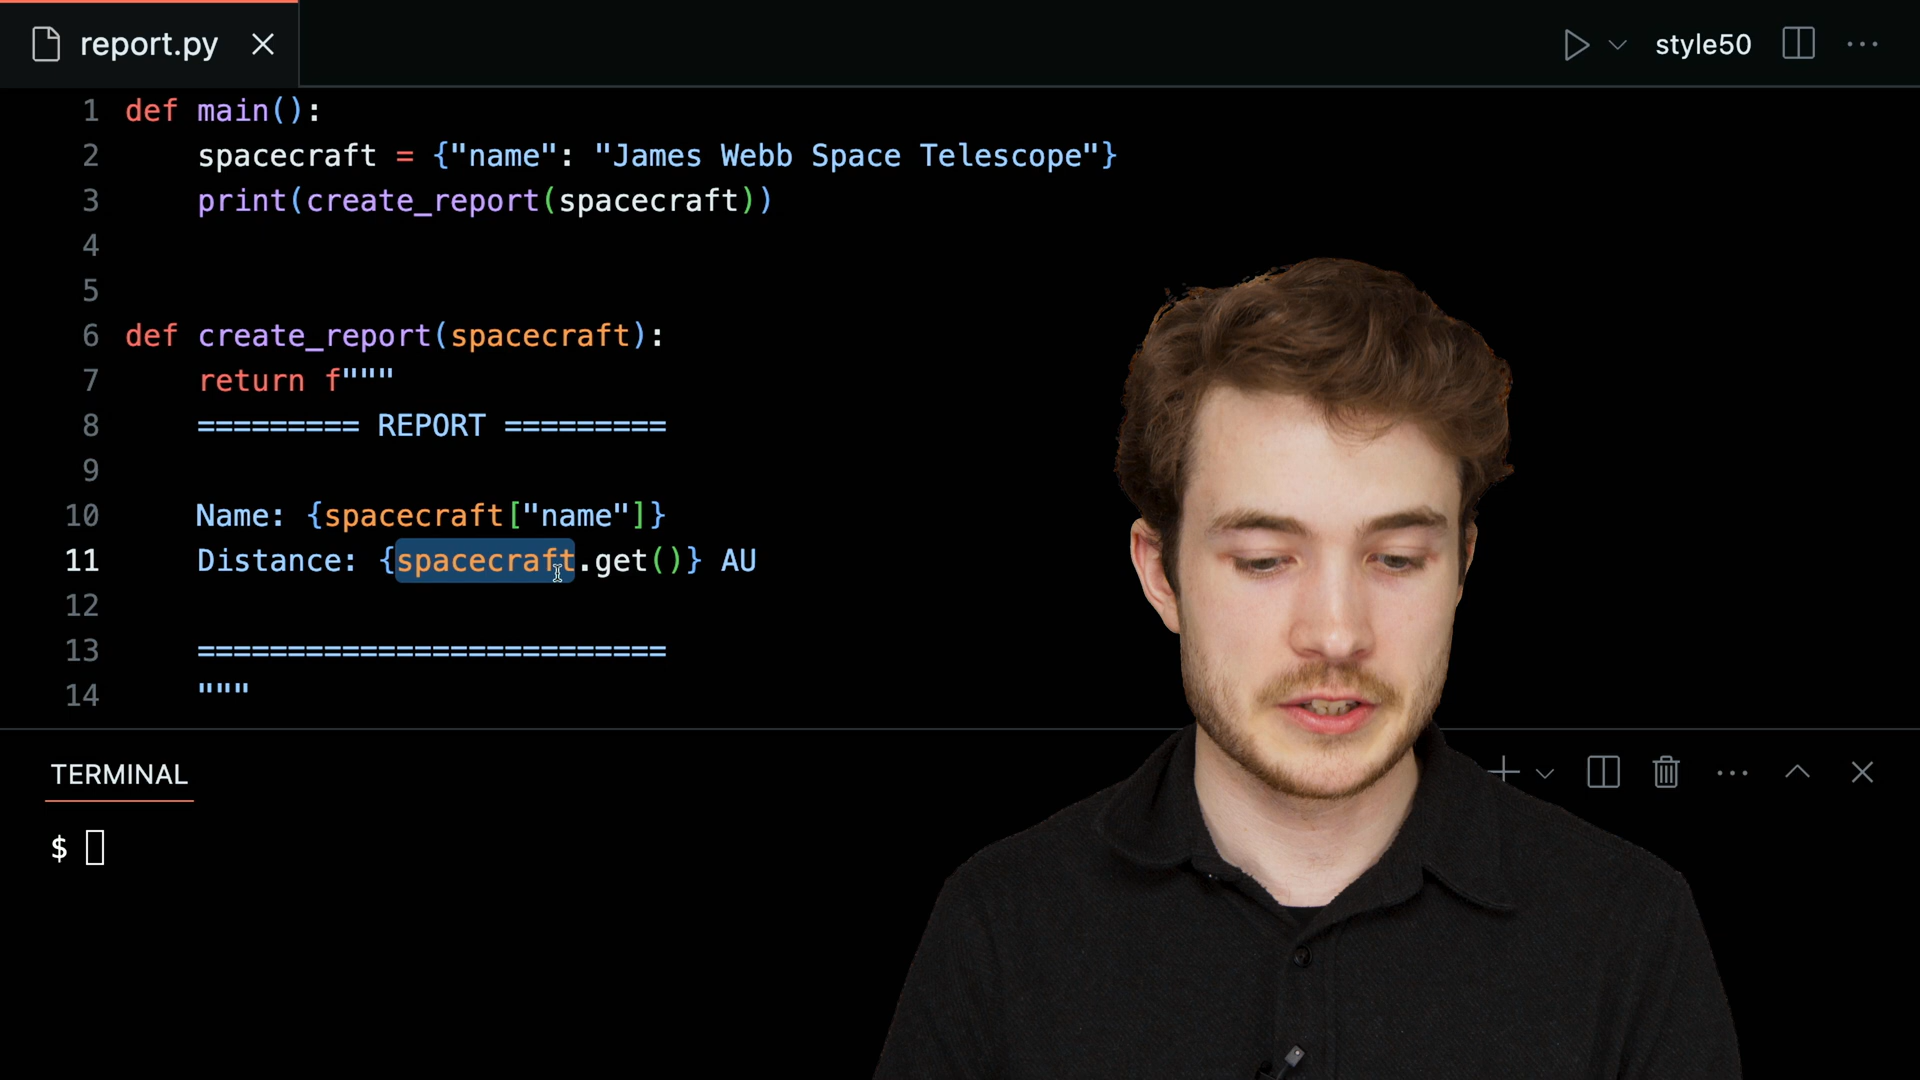 report.py
style50
1 def main():
2 spacecraft = {"name": "James Webb Space Telescope"}
3 print(create_report(spacecraft))
4
5
6 def create_report(spacecraft):
7 return f"""
8 ========= REPORT =========
9
10 Name: {spacecraft["name"]}
11 Distance: {spacecraft.get()} AU
12
13 ==========================
14 """
TERMINAL
$